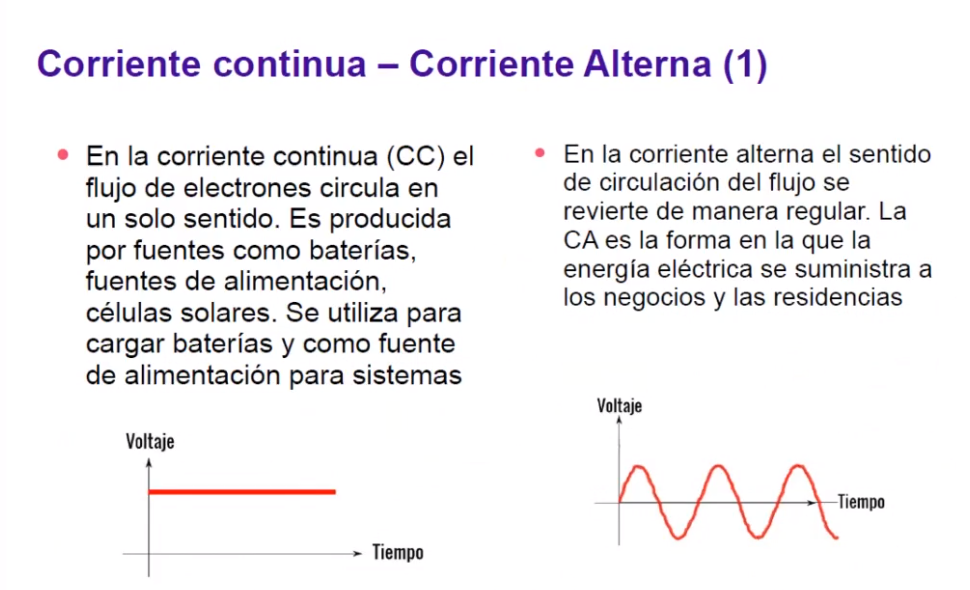 Corriente continua – Corriente Alterna (1)
• En la corriente continua (CC) el
flujo de electrones circula en
un solo sentido. Es producida
por fuentes como baterías,
fuentes de alimentación,
células solares. Se utiliza para
cargar baterías y como fuente
de alimentación para sistemas
• En la corriente alterna el sentido
de circulación del flujo se
revierte de manera regular. La
CA es la forma en la que la
energía eléctrica se suministra a
los negocios y las residencias
Voltaje
Tiempo
Voltaje
Tiempo